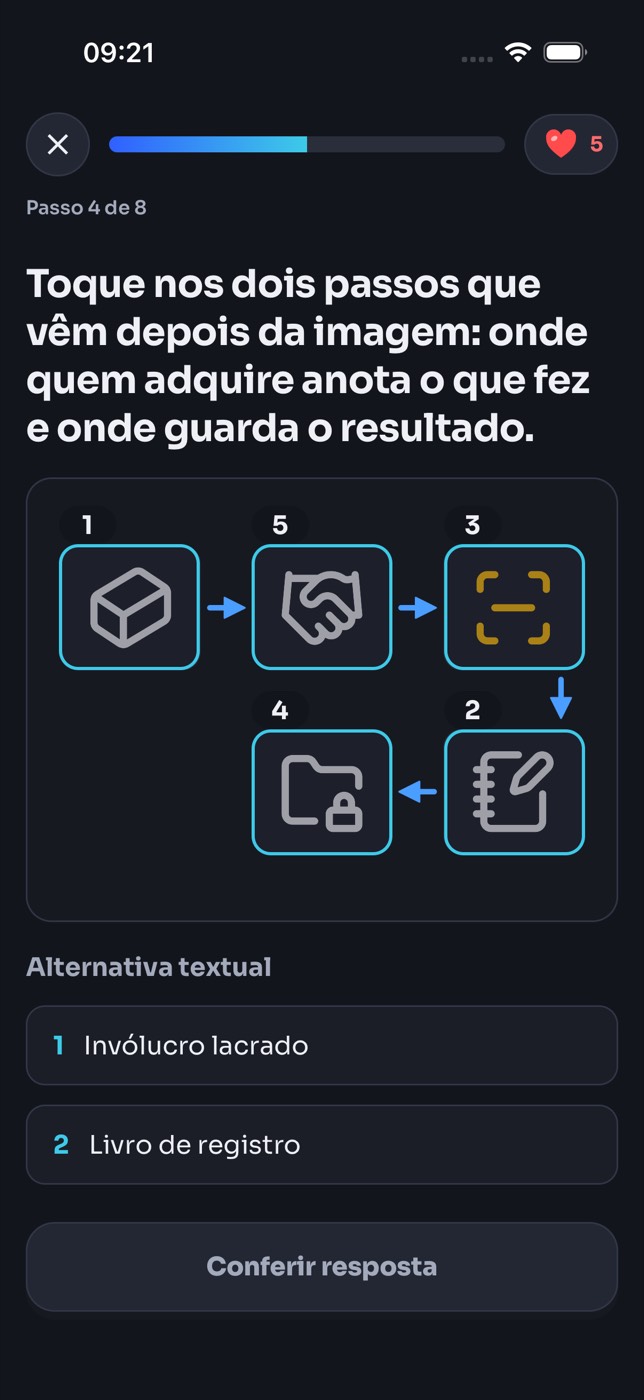 09:21
5
Passo 4 de 8
Toque nos dois passos que
vêm depois da imagem: onde
quem adquire anota o que fez
e onde guarda o resultado.
1
5
3
4
2
Alternativa textual
1 Invólucro lacrado
2 Livro de registro
Conferir resposta